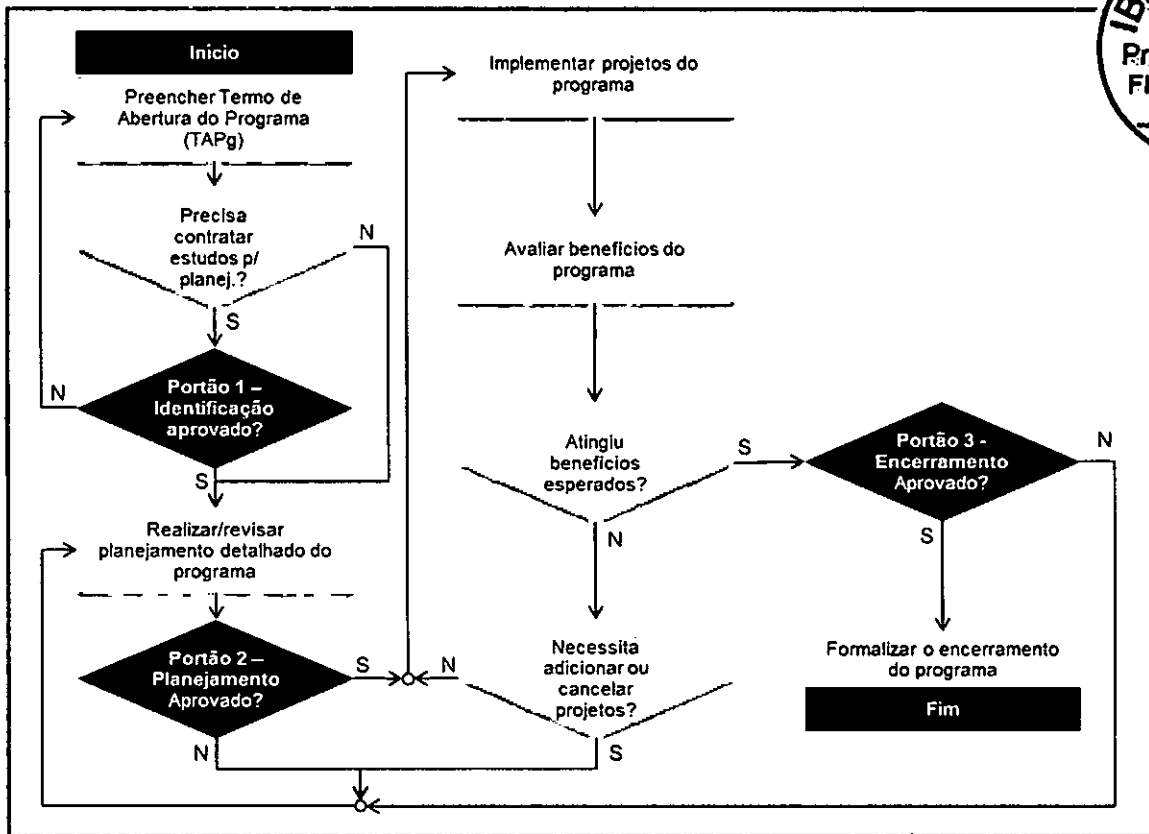 Início
Preencher Termo de
Abertura do Programa
(TAPg)
Precisa
contratar
estudos p/
planej.?
N
S
Portão 1 –
Identificação
aprovado?
N
S
Realizar/revisar
planejamento detalhado do
programa
Portão 2 –
Planejamento
Aprovado?
S
N
Implementar projetos do
programa
Avaliar benefícios do
programa
Atingiu
benefícios
esperados?
S
N
Necessita
adicionar ou
cancelar
projetos?
N
S
Portão 3 -
Encerramento
Aprovado?
N
S
Formalizar o encerramento
do programa
Fim